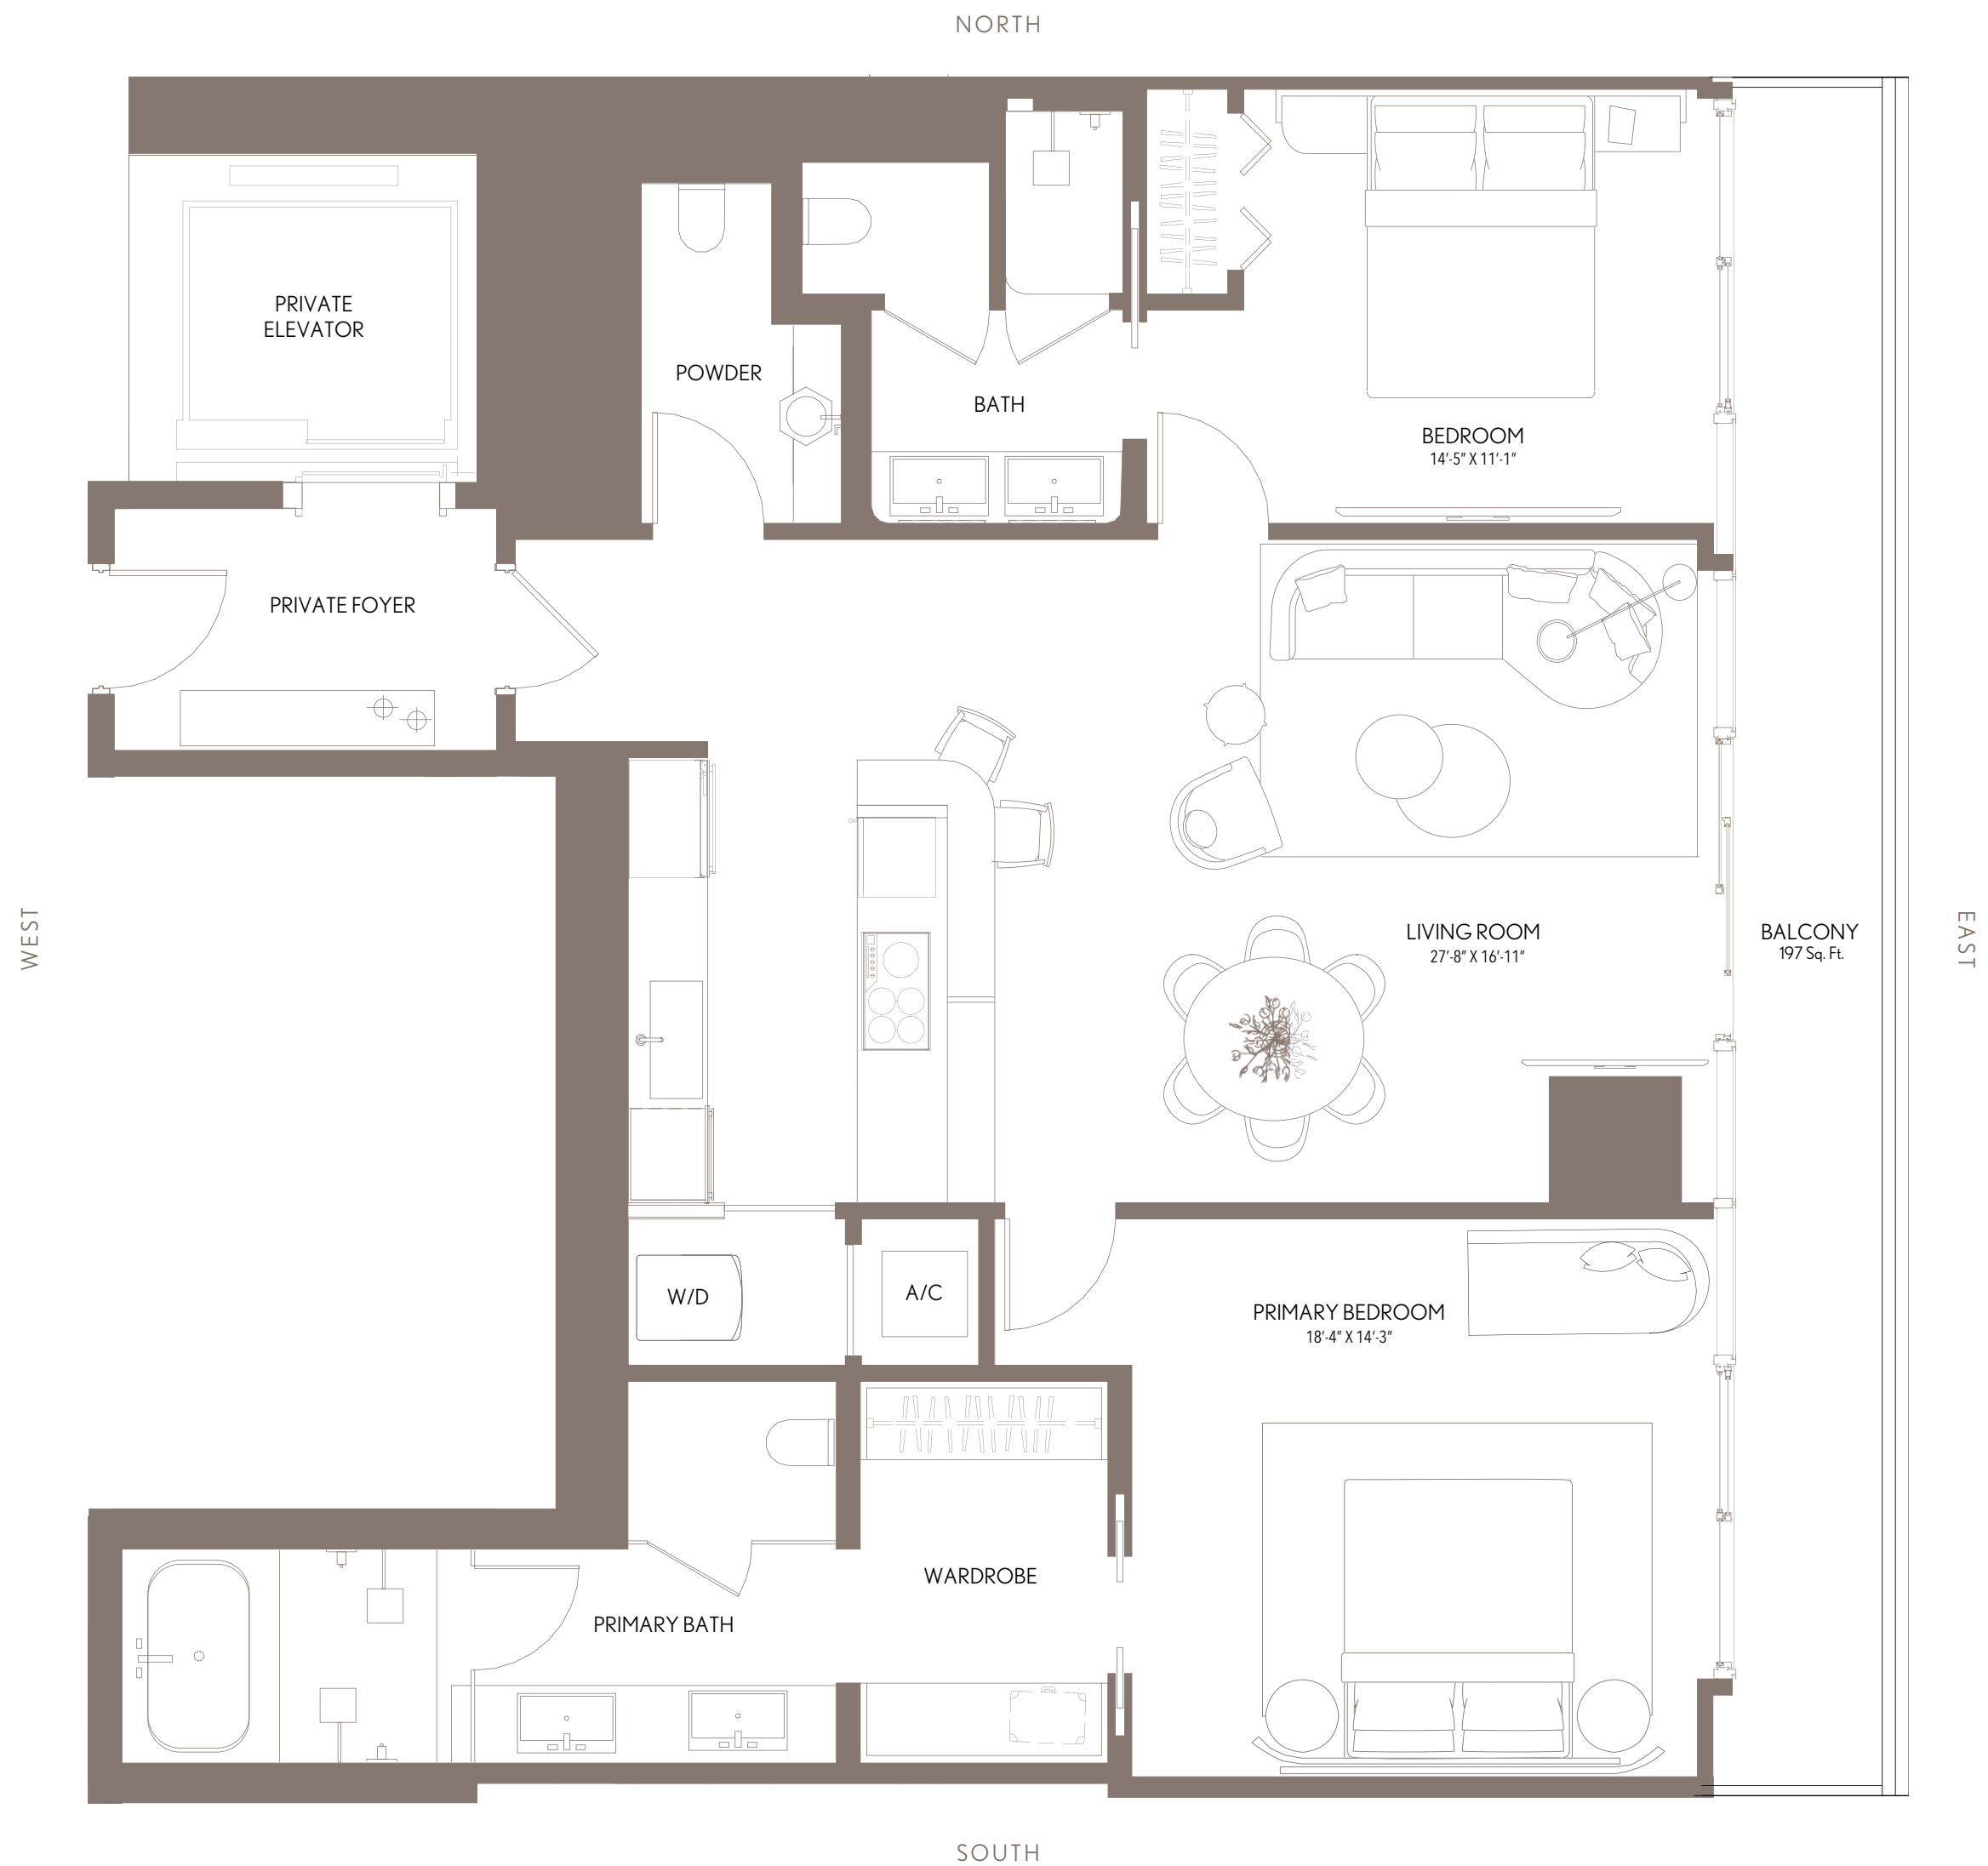 NORTH
PRIVATE
ELEVATOR
POWDER
BATH
BEDROOM
14'-5" X 11'-1"
PRIVATE FOYER
WEST
LIVING ROOM
27'-8" X 16'-11"
BALCONY
197 Sq. Ft.
EAST
W/D
A/C
PRIMARY BEDROOM
18'-4" X 14'-3"
WARDROBE
PRIMARY BATH
SOUTH